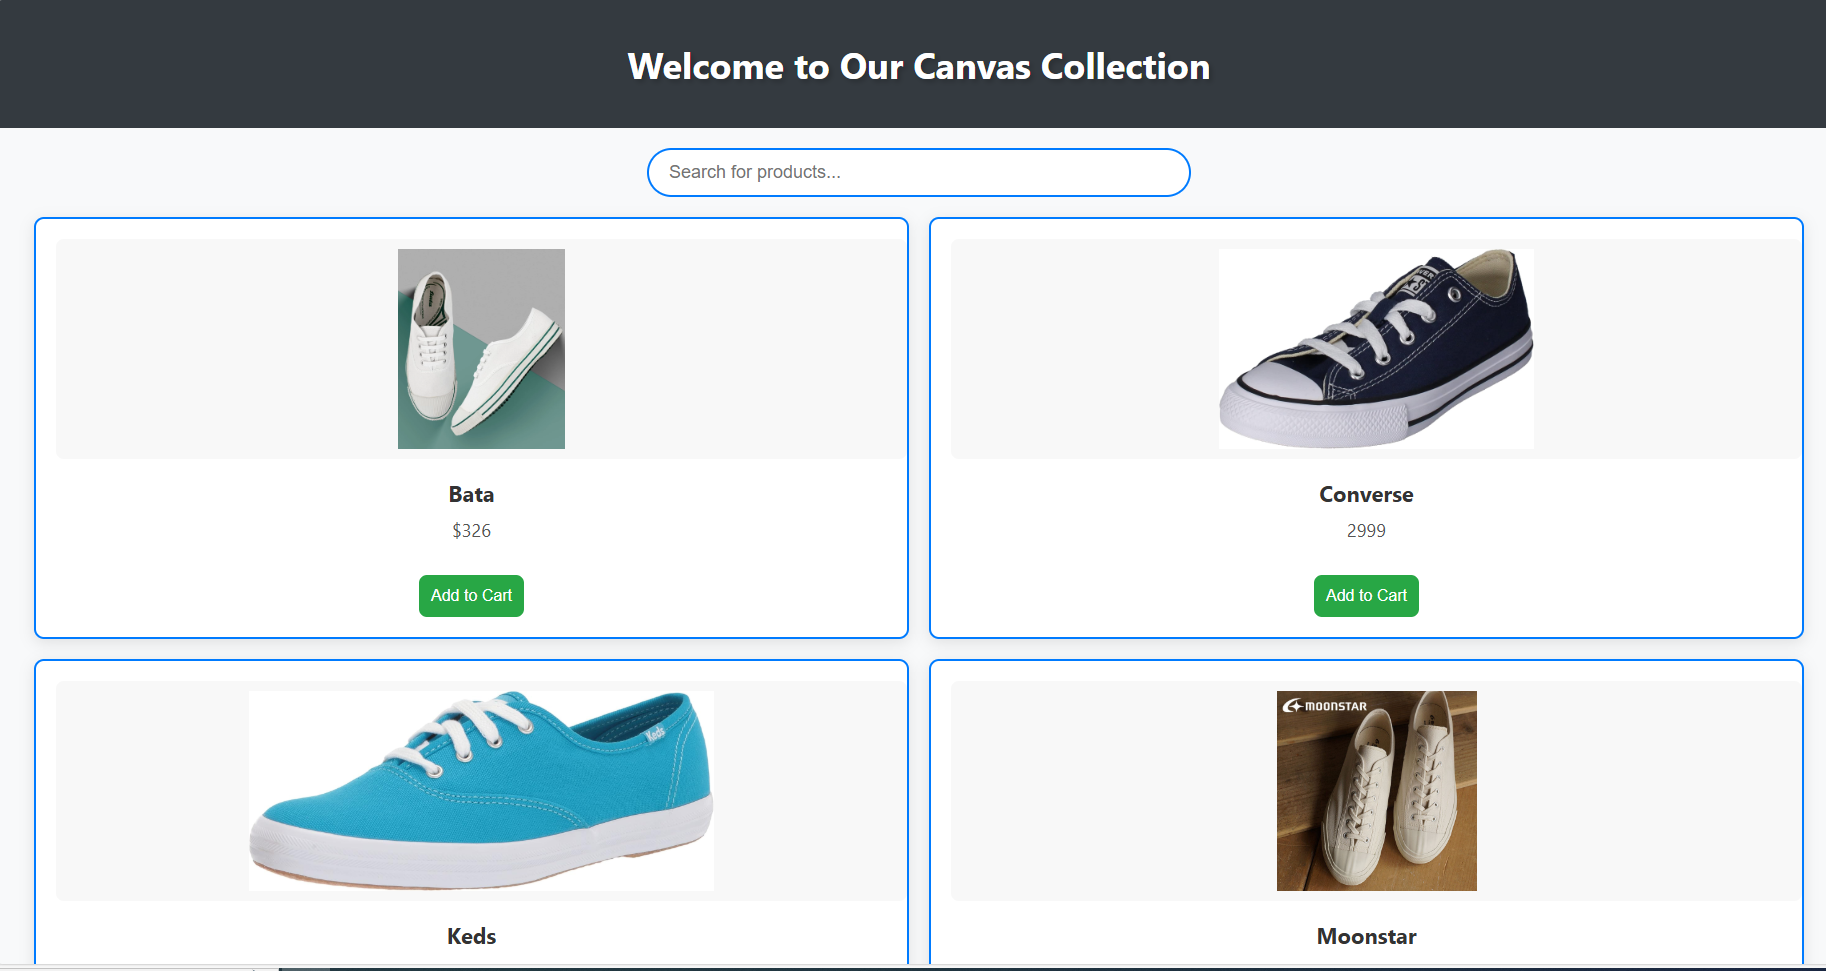 Welcome to Our Canvas Collection
Search for products...
Bata
$326
Add to Cart
Converse
2999
Add to Cart
Keds
Keds
MOONSTAR
Moonstar